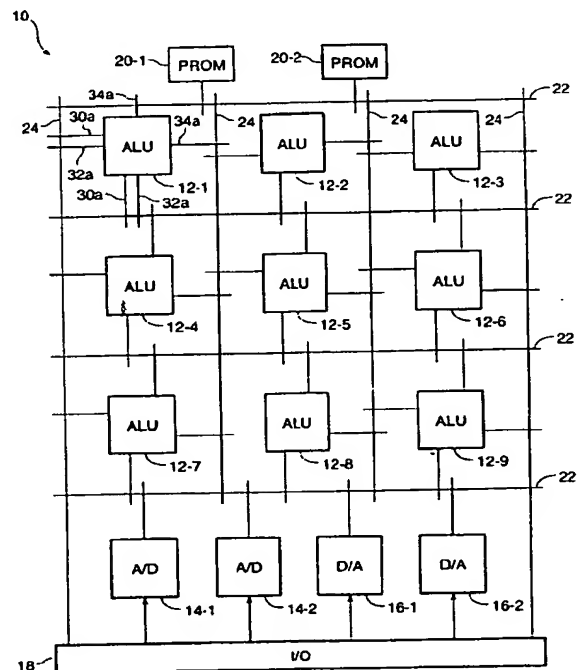 10
20-1 PROM 20-2 PROM
34a 22
24 24 24 24
30a ALU 34a ALU ALU
32a
12-1 12-2 12-3
30a 32a
22
ALU ALU ALU
12-4 12-5 12-6
22
ALU ALU ALU
12-7 12-8 12-9
22
A/D A/D D/A D/A
14-1 14-2 16-1 16-2
18 I/O